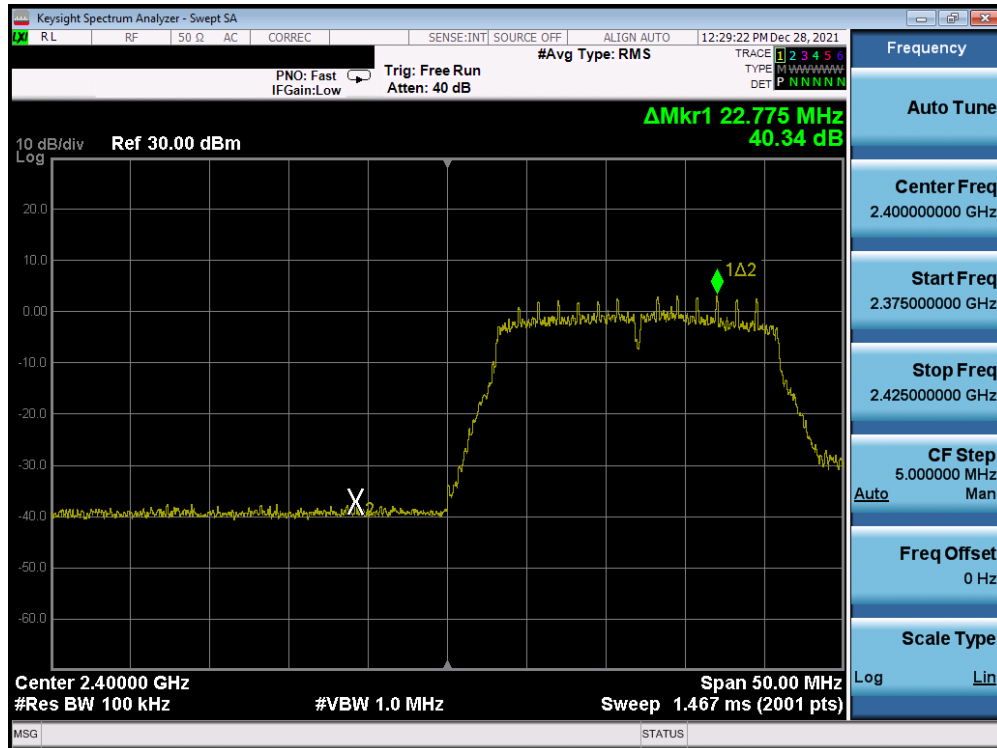 Keysight Spectrum Analyzer - Swept SA
LXI RL RF 50 Ω AC CORREC SENSE:INT SOURCE OFF ALIGN AUTO 12:29:22 PM Dec 28, 2021
#Avg Type: RMS
TRACE 1 2 3 4 5 6
TYPE M W W W W W
DET P N N N N N
PNO: Fast
IFGain:Low
Trig: Free Run
Atten: 40 dB
ΔMkr1 22.775 MHz
40.34 dB
10 dB/div
Log
Ref 30.00 dBm
20.0
10.0
0.00
-10.0
-20.0
-30.0
-40.0
-50.0
-60.0
1Δ2
X2
Center 2.40000 GHz
Span 50.00 MHz
#Res BW 100 kHz
#VBW 1.0 MHz
Sweep 1.467 ms (2001 pts)
MSG
STATUS
Frequency
Auto Tune
Center Freq
2.400000000 GHz
Start Freq
2.375000000 GHz
Stop Freq
2.425000000 GHz
CF Step
5.000000 MHz
Auto Man
Freq Offset
0 Hz
Scale Type
Log Lin